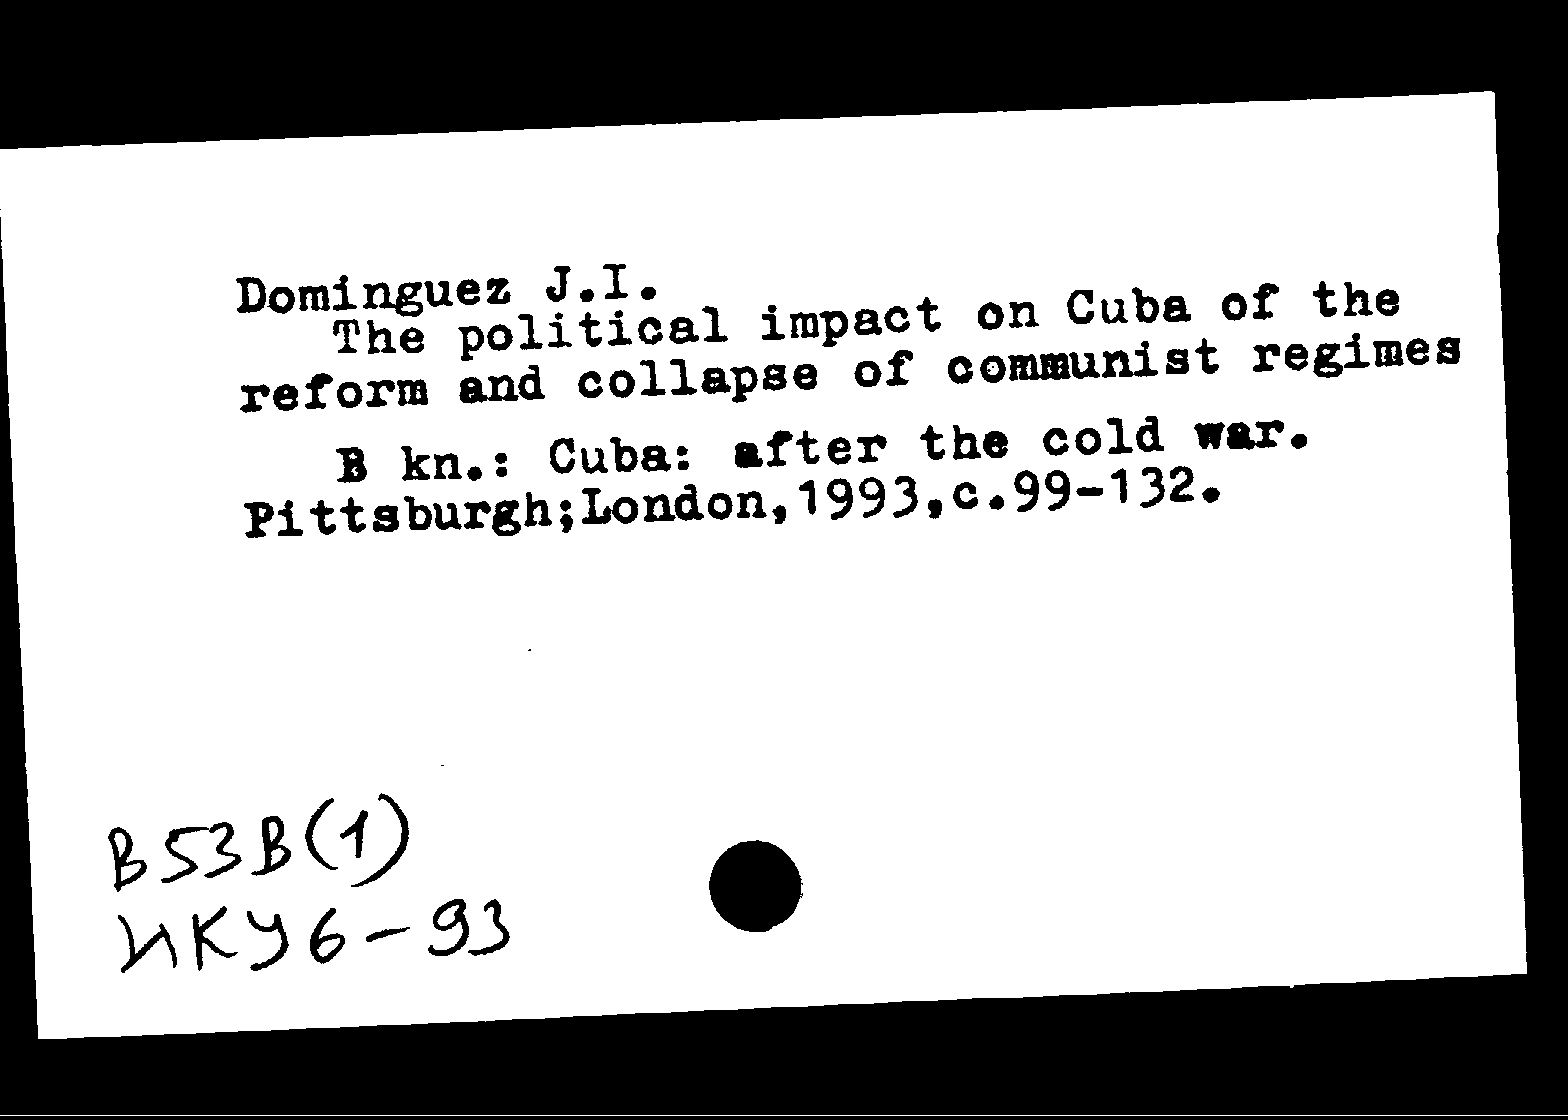 Dominguez J.I.
The political impact on Cuba of the
reform and collapse of communist regimes
B kn.: Cuba: after the cold war.
Pittsburgh;London,1993,c.99-132.
В53В(1)
ИКУ6-93